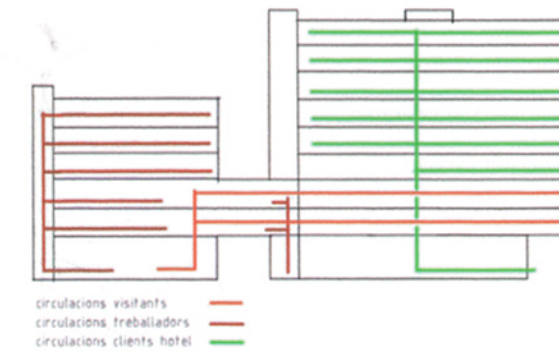 circulacions visitants
circulacions treballadors
circulacions clients hotel